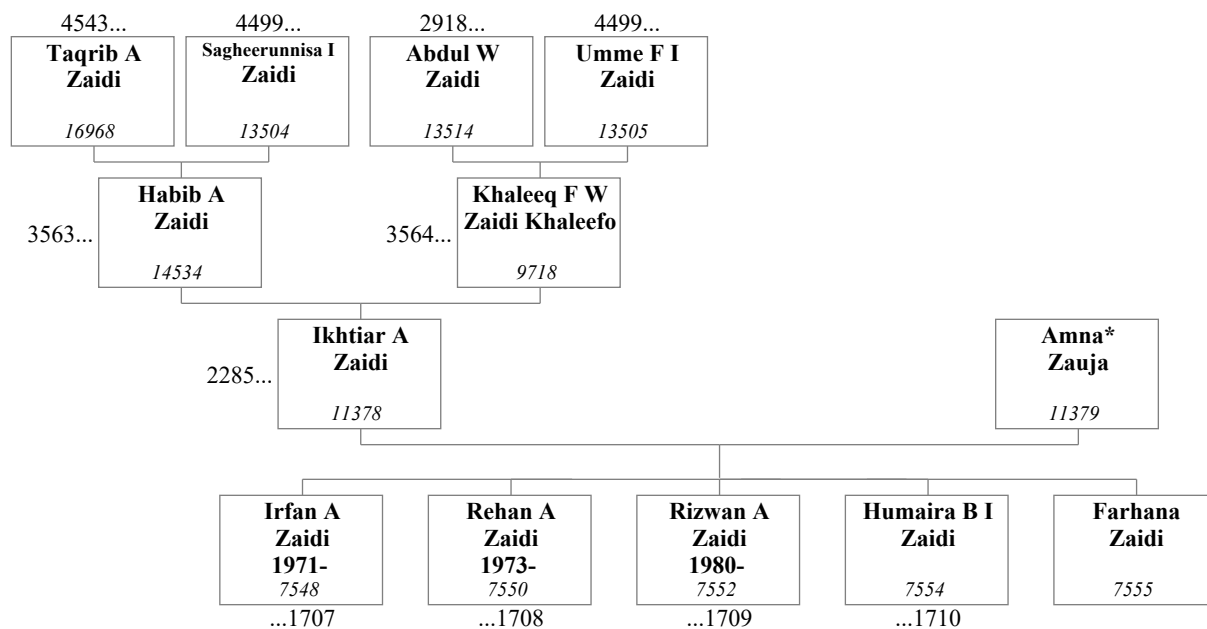 4543...
4499...
2918...
4499...
Taqrib A
Zaidi
16968
Sagheerunnisa I
Zaidi
13504
Abdul W
Zaidi
13514
Umme F I
Zaidi
13505
3563...
Habib A
Zaidi
14534
3564...
Khaleeq F W
Zaidi Khaleefo
9718
2285...
Ikhtiar A
Zaidi
11378
Amna*
Zauja
11379
Irfan A
Zaidi
1971-
7548
...1707
Rehan A
Zaidi
1973-
7550
...1708
Rizwan A
Zaidi
1980-
7552
...1709
Humaira B I
Zaidi
7554
...1710
Farhana
Zaidi
7555